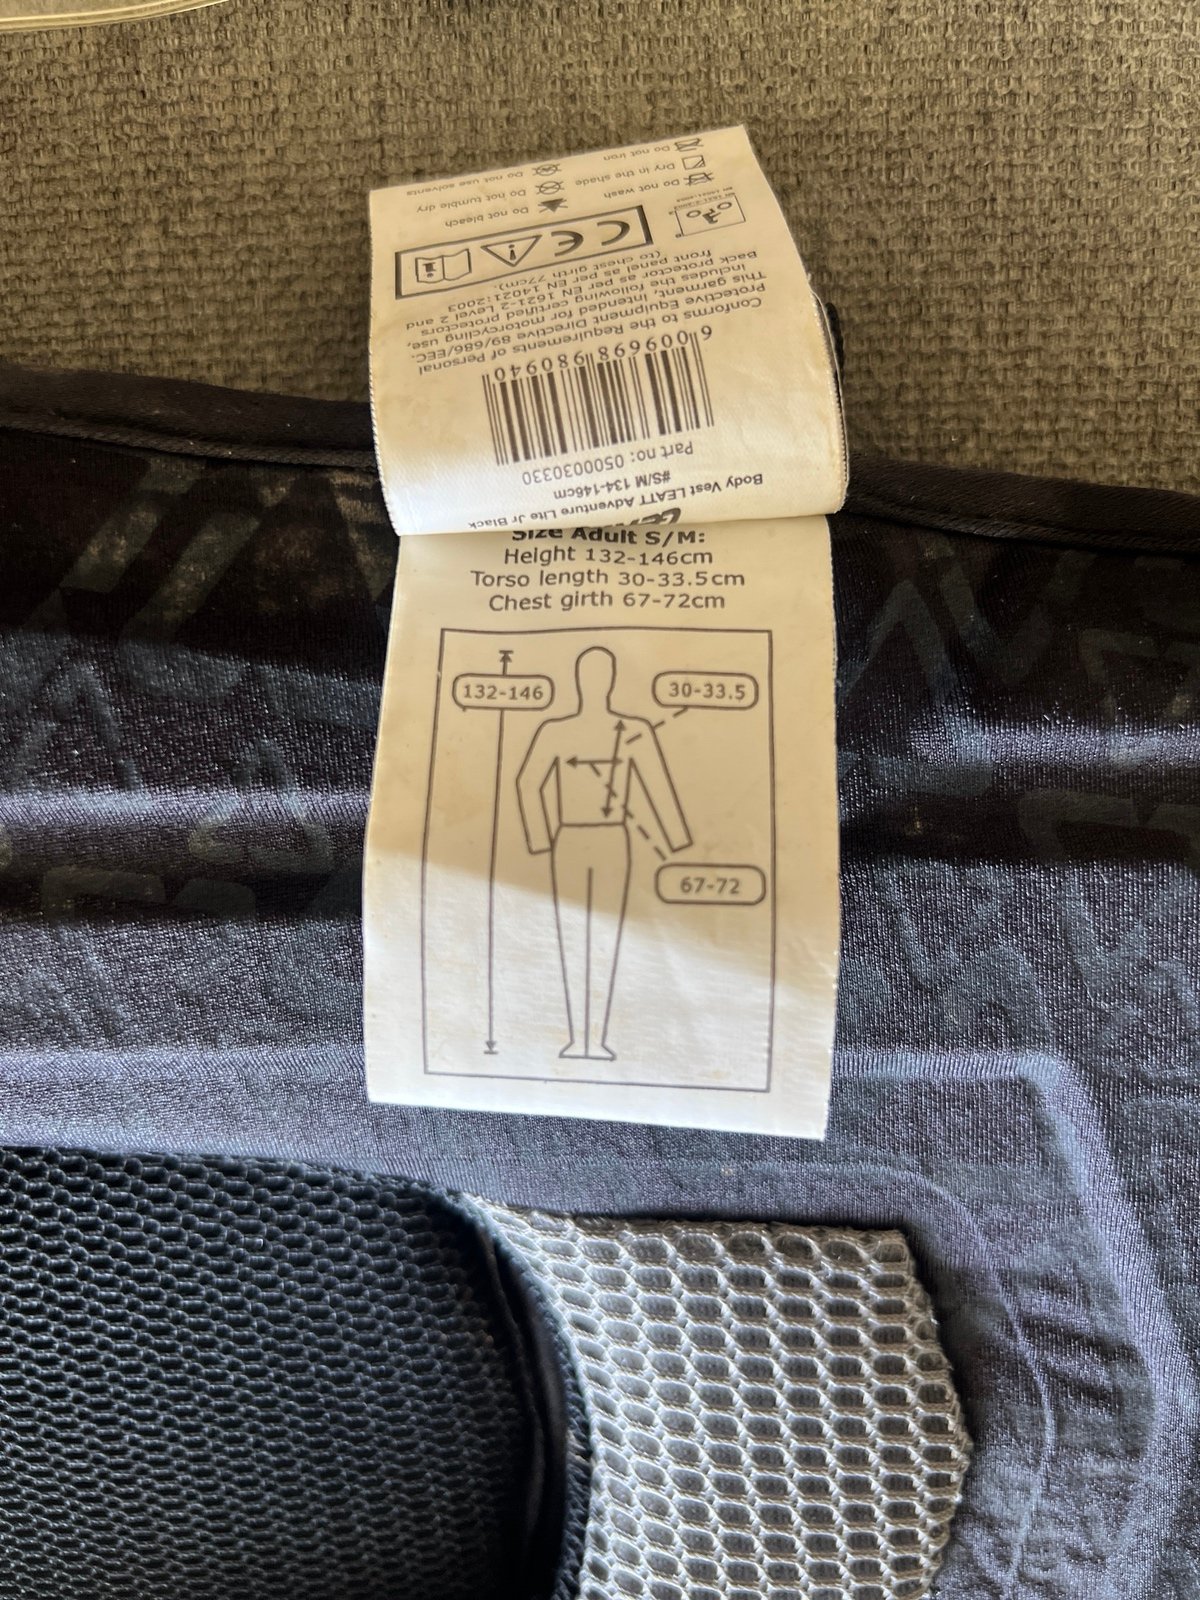 Body Vest LEATT Adventure Lite Jr Black
#S/M 134-146cm
Part no: 0500030330
6009698980940
Conforms to the Requirements of Personal
Protective Equipment Directive 89/686/EEC.
This garment, intended for motorcycling use,
includes the following certified protectors
Back protector as per EN 1621-2 Level 2 and
front panel as per EN 14021:2003
(to chest girth 77cm).
CE
Do not wash
Do not bleach
Dry in the shade
Do not tumble dry
Do not iron
Do not use solvents
Size Adult S/M:
Height 132-146cm
Torso length 30-33.5cm
Chest girth 67-72cm
132-146
30-33.5
67-72